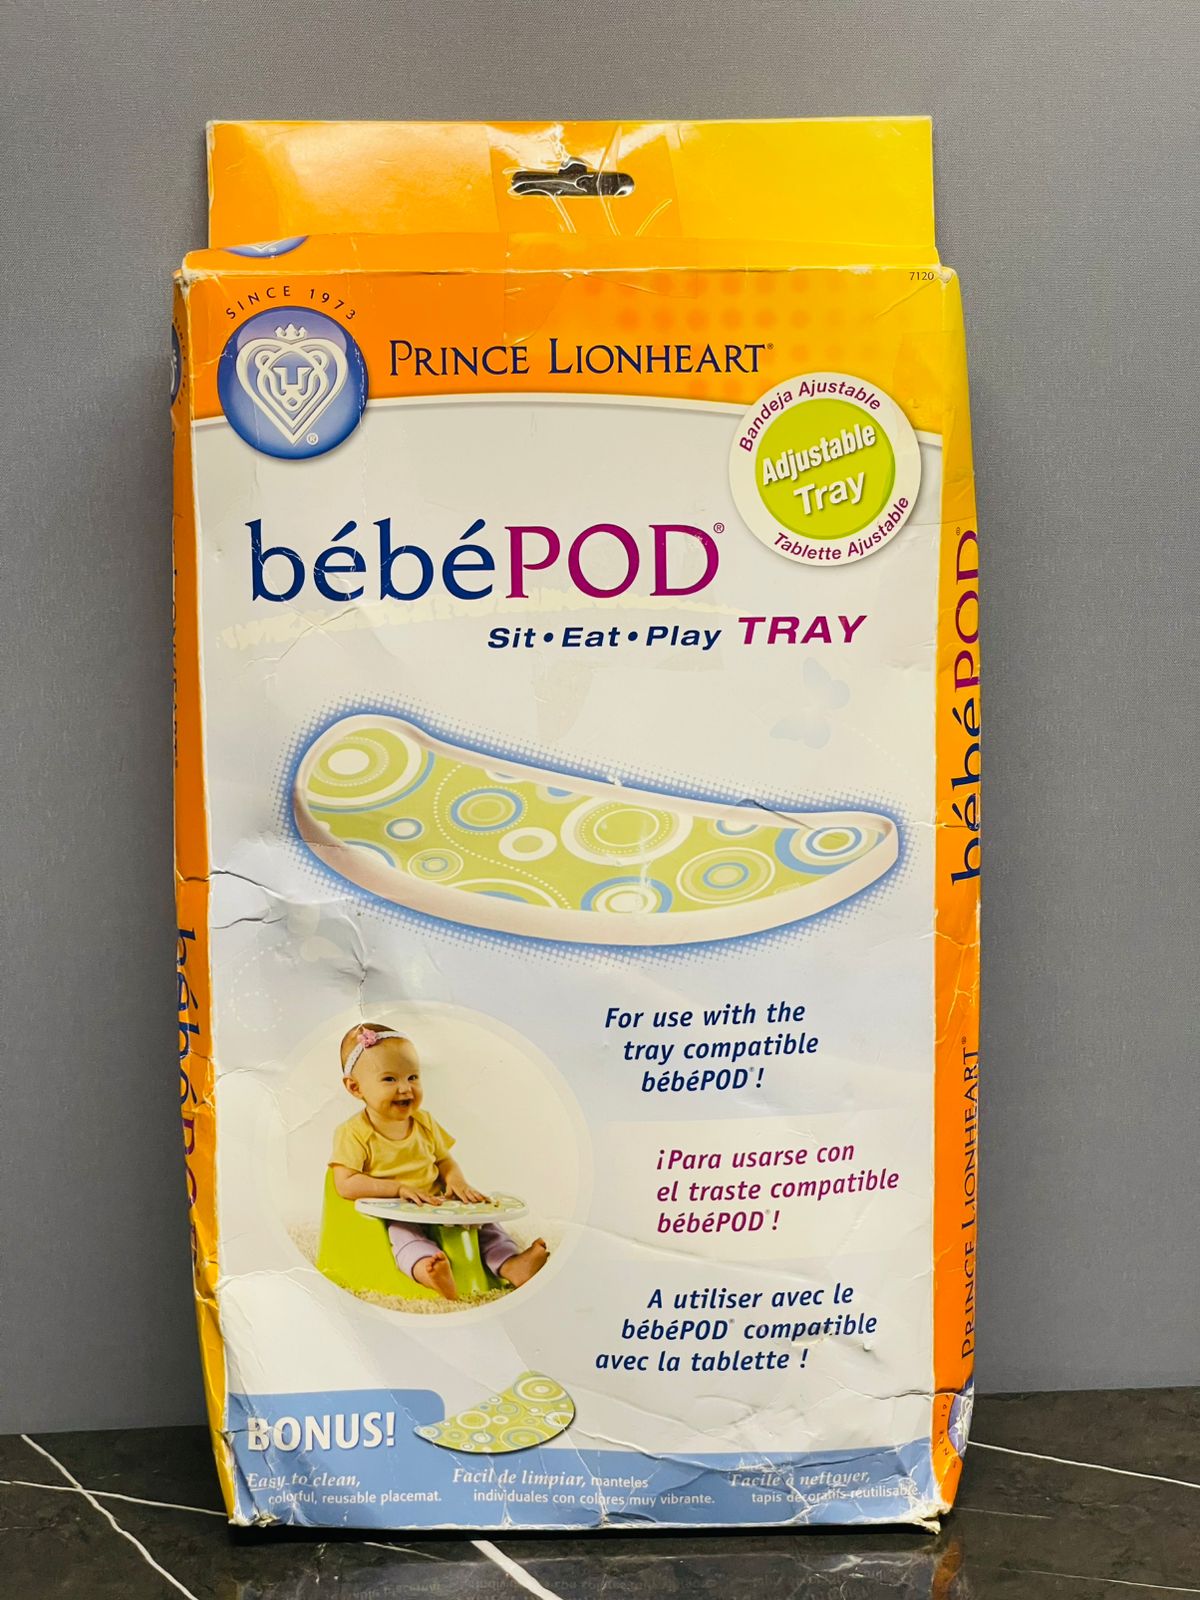 7120
SINCE 1973
PRINCE LIONHEART®
®
Bandeja Ajustable
Adjustable
Tray
Tablette Ajustable
bébéPOD®
Sit • Eat • Play TRAY
For use with the
tray compatible
bébéPOD®!
¡Para usarse con
el traste compatible
bébéPOD®!
A utiliser avec le
bébéPOD® compatible
avec la tablette !
BONUS!
Easy to clean,
colorful, reusable placemat.
Facil de limpiar, manteles
individuales con colores muy vibrante.
Facile à nettoyer,
tapis décoratifs réutilisable.
bébéPOD®
PRINCE LIONHEART®
bébéPOD